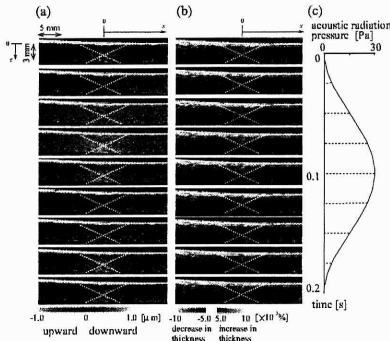 (a)
(b)
(c)
5 mm
0
x
0
x
acoustic radiation
pressure [Pa]
0 30
0
3 mm
r
0
0.1
0.2
time [s]
-1.0 0 1.0 [μm]
upward downward
-10 -5.0 5.0 10 [×10⁻³%]
decrease in
thickness
increase in
thickness